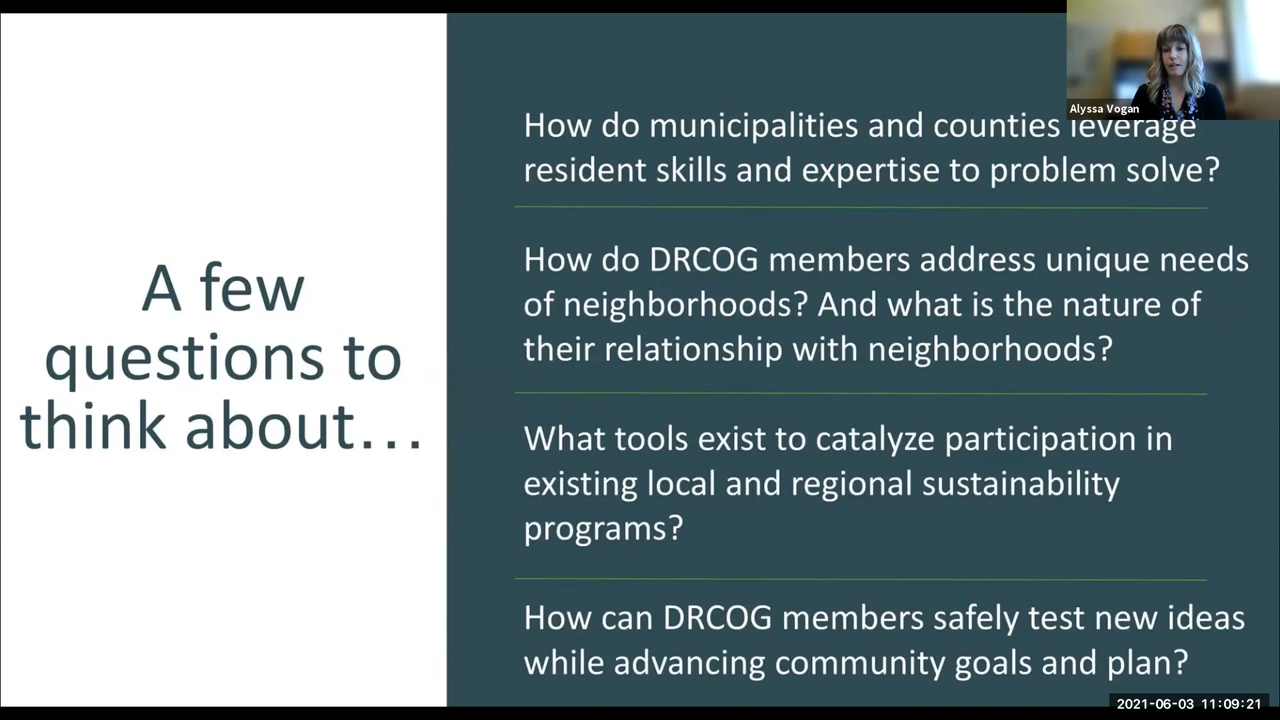 Alyssa Vogan
A few
questions to
think about…
How do municipalities and counties leverage
resident skills and expertise to problem solve?
How do DRCOG members address unique needs
of neighborhoods? And what is the nature of
their relationship with neighborhoods?
What tools exist to catalyze participation in
existing local and regional sustainability
programs?
How can DRCOG members safely test new ideas
while advancing community goals and plan?
2021-06-03 11:09:21